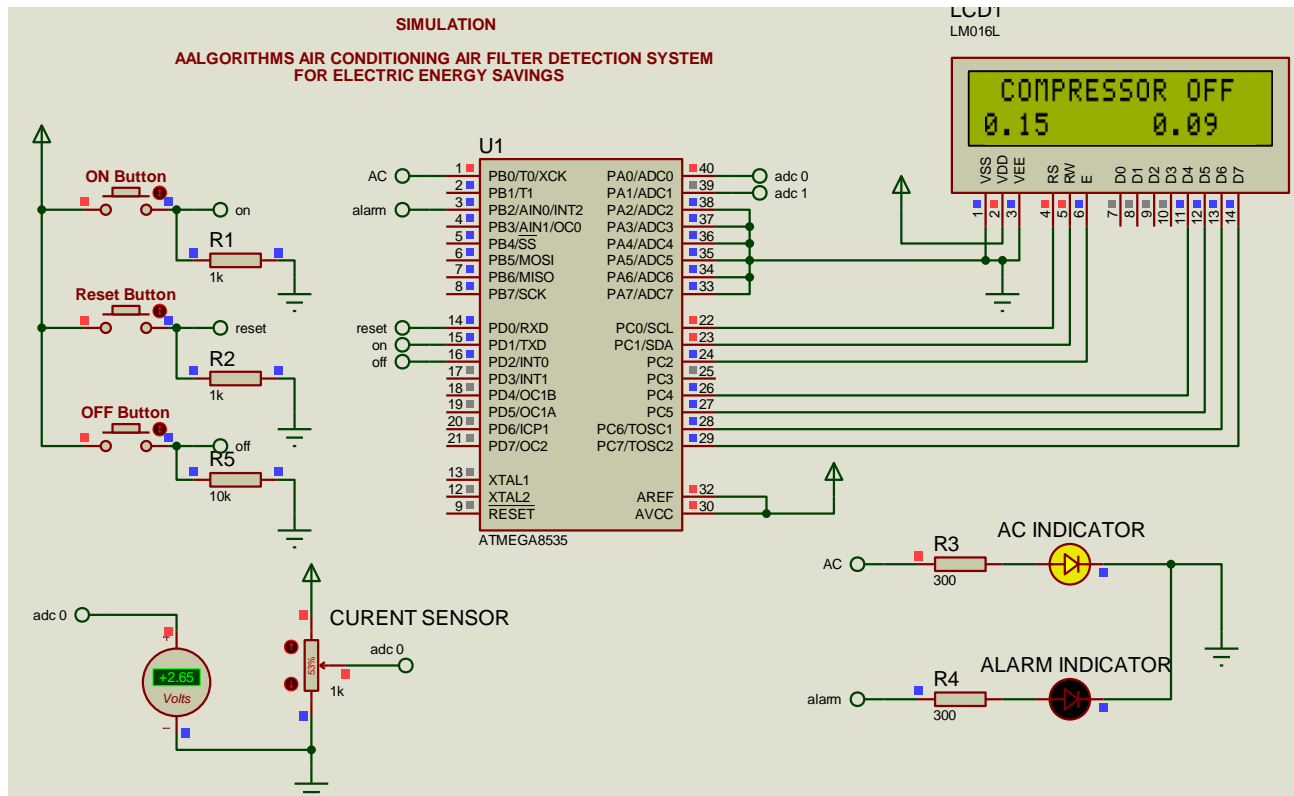 SIMULATION
AALGORITHMS AIR CONDITIONING AIR FILTER DETECTION SYSTEM
FOR ELECTRIC ENERGY SAVINGS
LCD1
LM016L
COMPRESSOR OFF
0.15 0.09
VSS VDD VEE RS RW E D0 D1 D2 D3 D4 D5 D6 D7
1 2 3 4 5 6 7 8 9 10 11 12 13 14
ON Button
on
R1
1k
Reset Button
reset
R2
1k
OFF Button
off
R5
10k
U1
AC 1 PB0/T0/XCK PA0/ADC0 40 adc 0
2 PB1/T1 PA1/ADC1 39 adc 1
alarm 3 PB2/AIN0/INT2 PA2/ADC2 38
4 PB3/AIN1/OC0 PA3/ADC3 37
5 PB4/SS PA4/ADC4 36
6 PB5/MOSI PA5/ADC5 35
7 PB6/MISO PA6/ADC6 34
8 PB7/SCK PA7/ADC7 33
reset 14 PD0/RXD PC0/SCL 22
on 15 PD1/TXD PC1/SDA 23
off 16 PD2/INT0 PC2 24
17 PD3/INT1 PC3 25
18 PD4/OC1B PC4 26
19 PD5/OC1A PC5 27
20 PD6/ICP1 PC6/TOSC1 28
21 PD7/OC2 PC7/TOSC2 29
13 XTAL1
12 XTAL2 AREF 32
9 RESET AVCC 30
ATMEGA8535
adc 0
+
+2.65
Volts
-
CURENT SENSOR
adc 0
53%
1k
AC INDICATOR
AC
R3
300
ALARM INDICATOR
alarm
R4
300